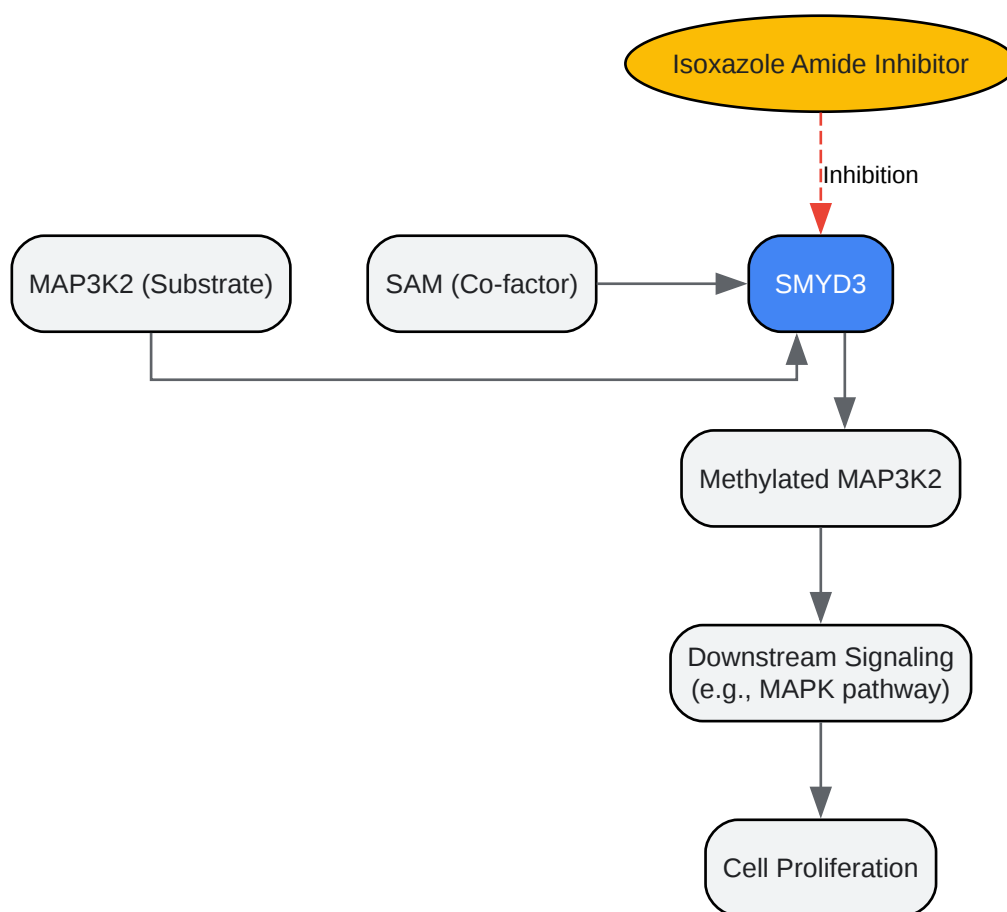 Isoxazole Amide Inhibitor
Inhibition
MAP3K2 (Substrate)
SAM (Co-factor)
SMYD3
Methylated MAP3K2
Downstream Signaling
(e.g., MAPK pathway)
Cell Proliferation